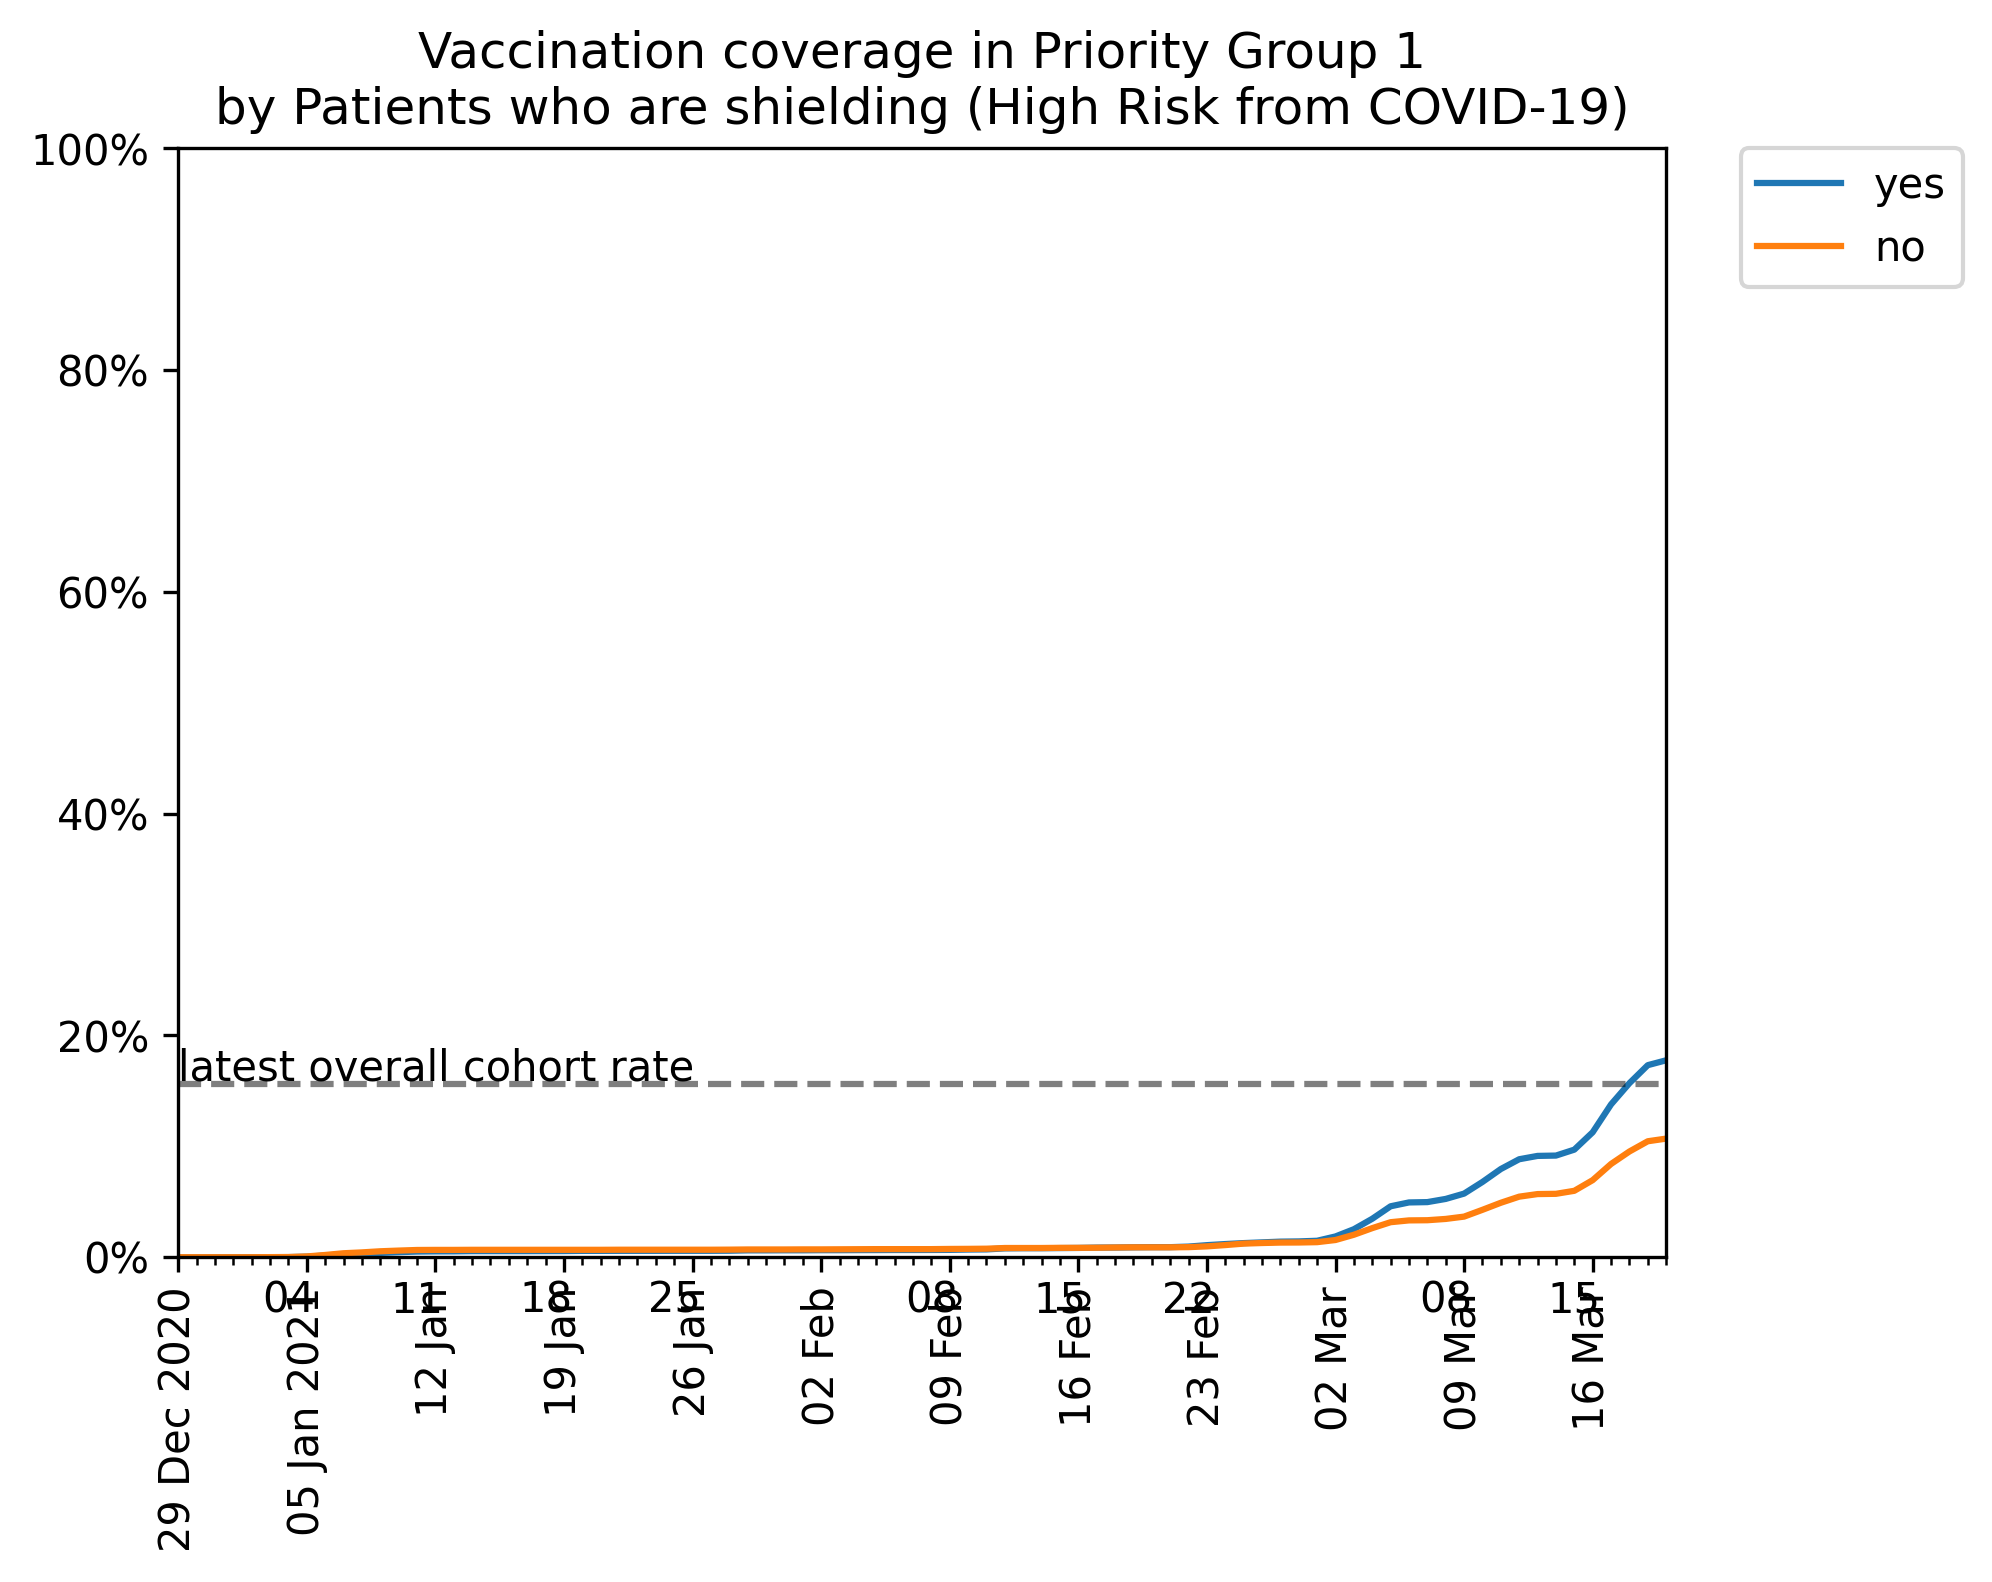 Vaccination coverage in Priority Group 1
by Patients who are shielding (High Risk from COVID-19)
yes
no
100%
80%
60%
40%
20%
0%
latest overall cohort rate
04
11
18
25
08
15
22
08
15
29 Dec 2020
05 Jan 2021
12 Jan
19 Jan
26 Jan
02 Feb
09 Feb
16 Feb
23 Feb
02 Mar
09 Mar
16 Mar